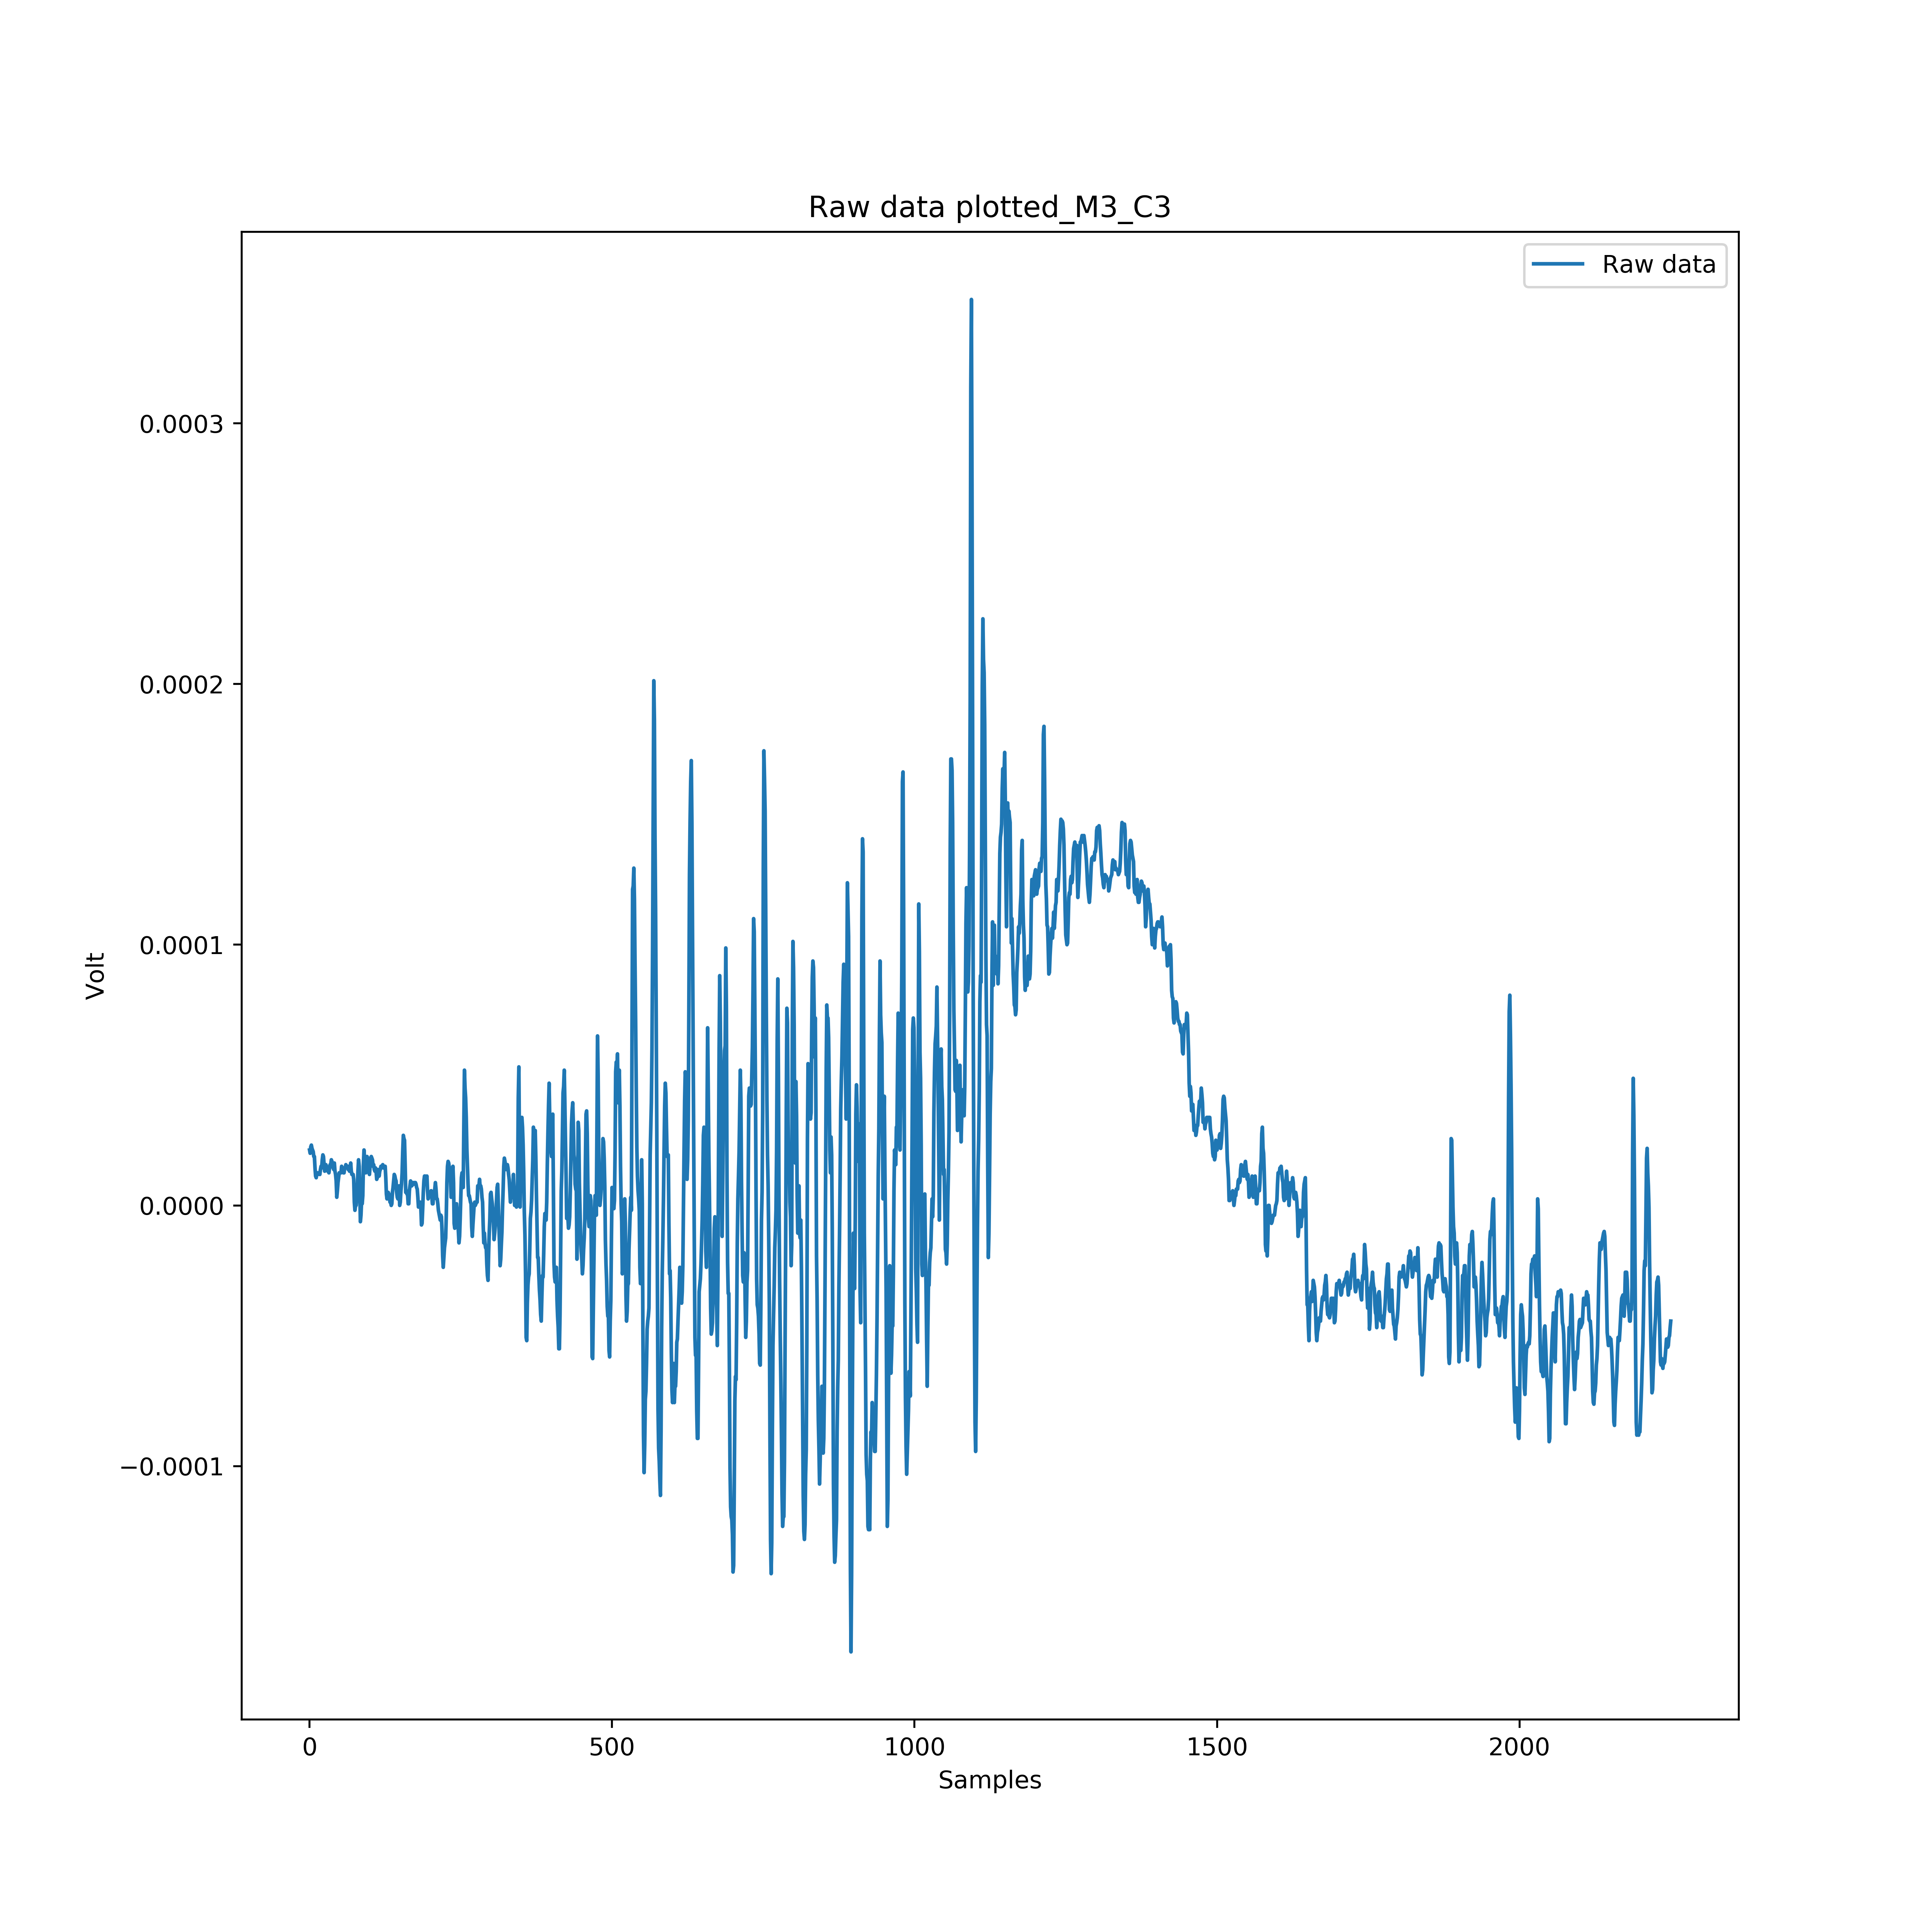 Raw data plotted_M3_C3
Raw data
0.0003
0.0002
0.0001
0.0000
−0.0001
Volt
0
500
1000
1500
2000
Samples